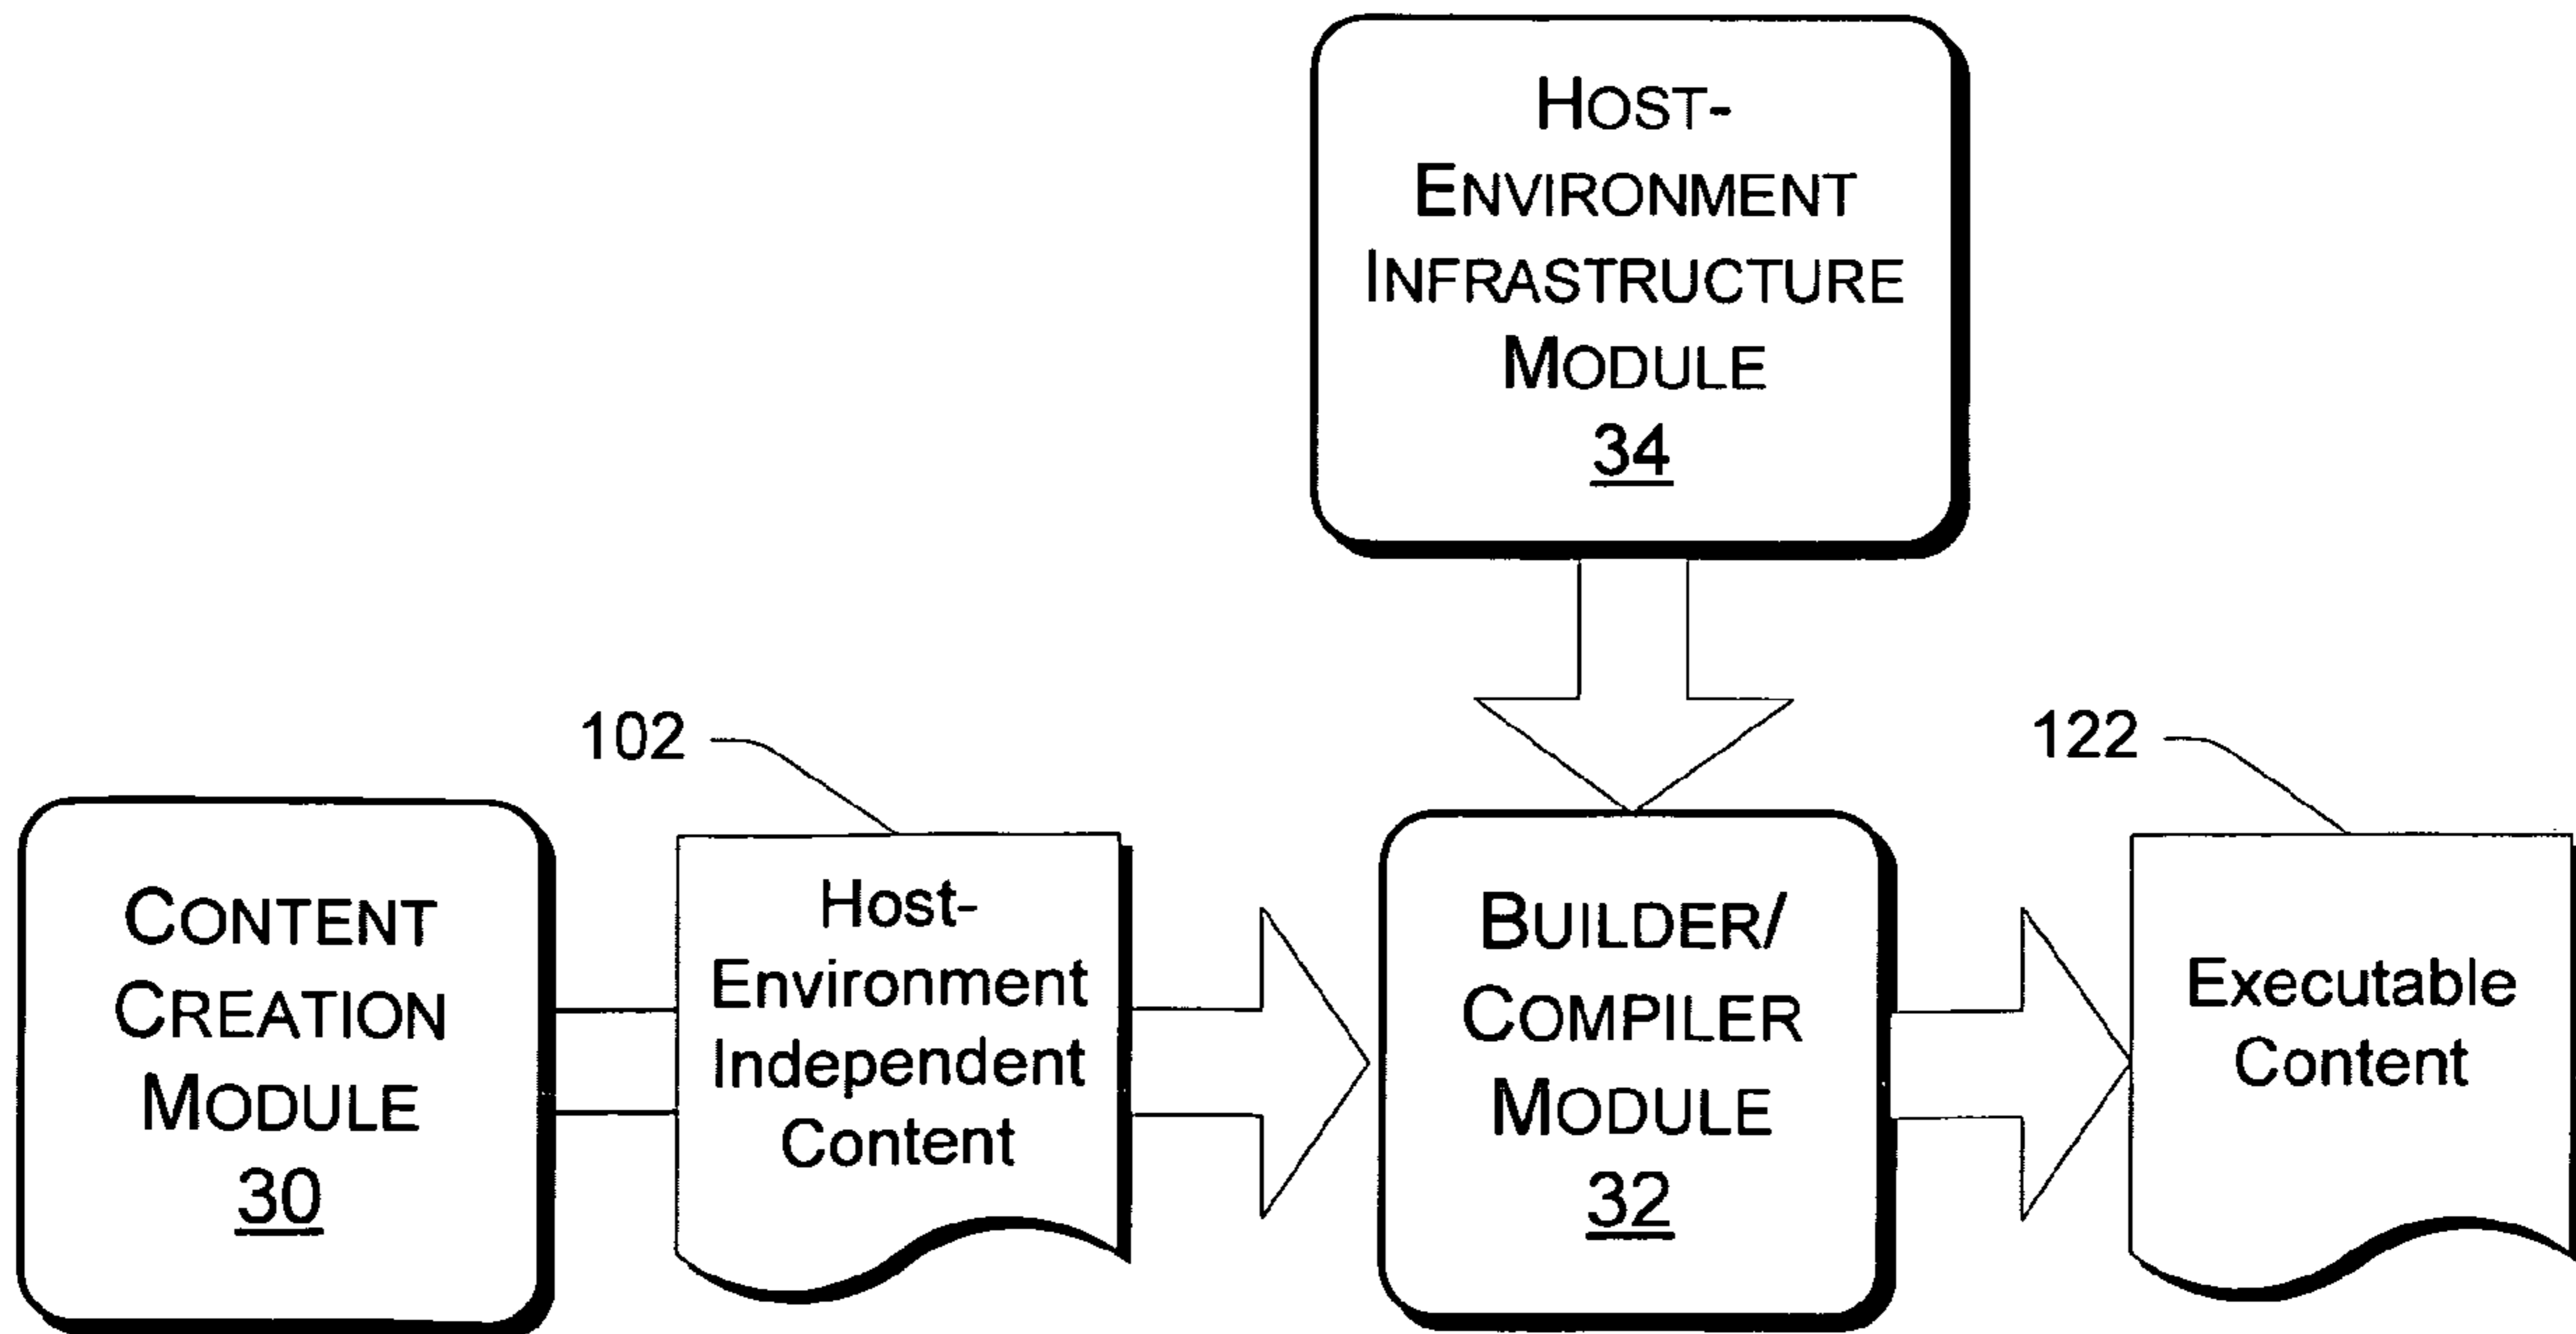 HOST-
ENVIRONMENT
INFRASTRUCTURE
MODULE
34
102
122
CONTENT
CREATION
MODULE
30
Host-
Environment
Independent
Content
BUILDER/
COMPILER
MODULE
32
Executable
Content